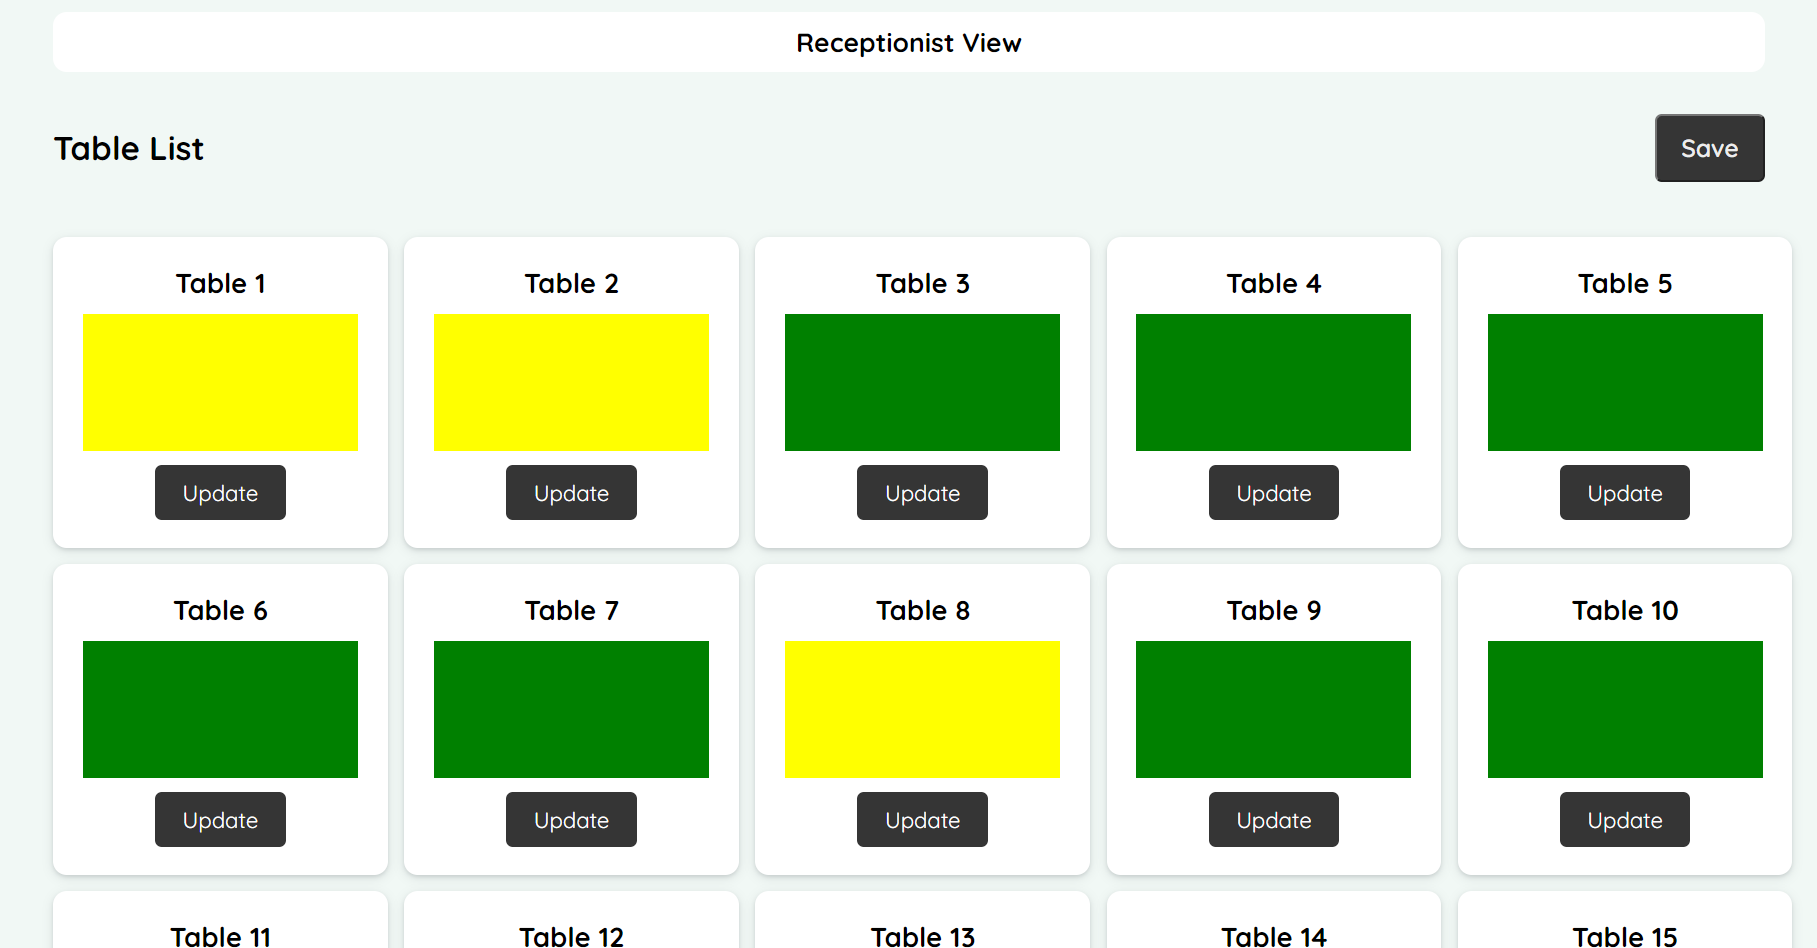 Receptionist View
Table List
Save
Table 1
Table 2
Table 3
Table 4
Table 5
Update
Update
Update
Update
Update
Table 6
Table 7
Table 8
Table 9
Table 10
Update
Update
Update
Update
Update
Table 11
Table 12
Table 13
Table 14
Table 15